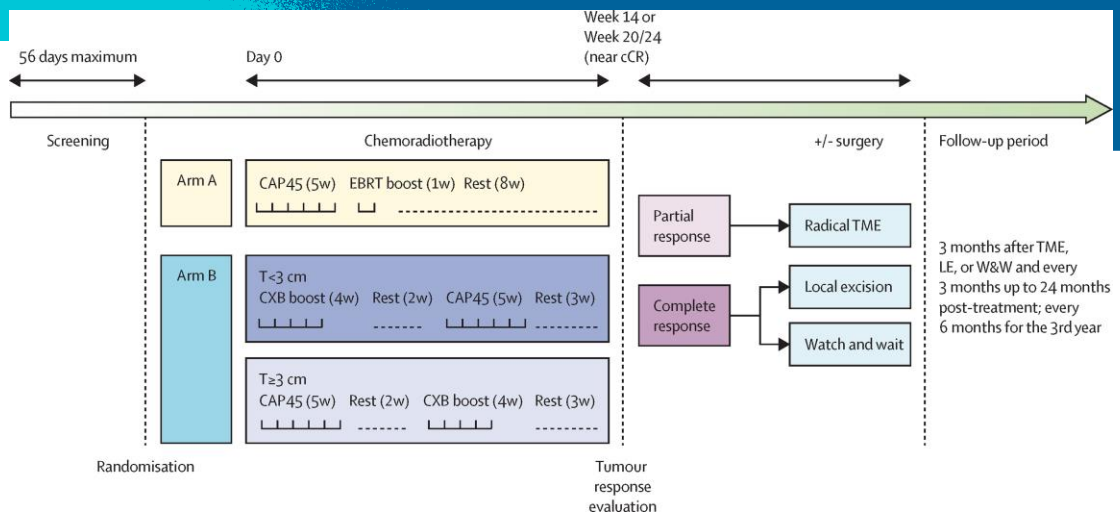 Week 14 or
Week 20/24
(near cCR)
56 days maximum
Day 0
Screening
Chemoradiotherapy
+/- surgery
Follow-up period
Arm A
CAP45 (5w) EBRT boost (1w) Rest (8w)
Arm B
T<3 cm
CXB boost (4w) Rest (2w) CAP45 (5w) Rest (3w)
T≥3 cm
CAP45 (5w) Rest (2w) CXB boost (4w) Rest (3w)
Partial
response
Radical TME
Complete
response
Local excision
Watch and wait
3 months after TME,
LE, or W&W and every
3 months up to 24 months
post-treatment; every
6 months for the 3rd year
Randomisation
Tumour
response
evaluation